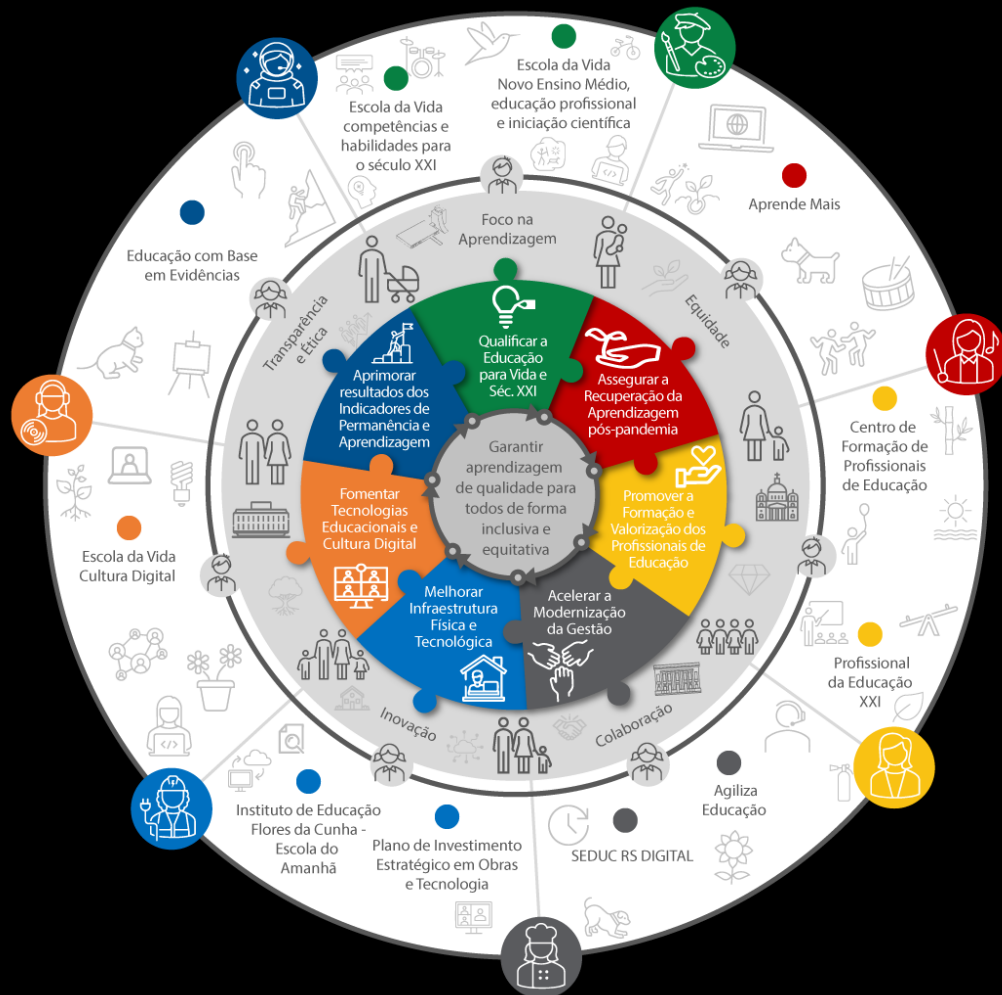 Escola da Vida
competências e
habilidades para
o século XXI
Escola da Vida
Novo Ensino Médio,
educação profissional
e iniciação científica
Aprende Mais
Educação com Base
em Evidências
Centro de
Formação de
Profissionais
de Educação
Escola da Vida
Cultura Digital
Profissional
da Educação
XXI
Agiliza
Educação
SEDUC RS DIGITAL
Plano de Investimento
Estratégico em Obras
e Tecnologia
Instituto de Educação
Flores da Cunha -
Escola do
Amanhã
Foco na
Aprendizagem
Equidade
Colaboração
Inovação
Transparência
e Ética
Qualificar a
Educação
para Vida e
Séc. XXI
Assegurar a
Recuperação da
Aprendizagem
pós-pandemia
Promover a
Formação e
Valorização dos
Profissionais de
Educação
Acelerar a
Modernização
da Gestão
Melhorar
Infraestrutura
Física e
Tecnológica
Fomentar
Tecnologias
Educacionais e
Cultura Digital
Aprimorar
resultados dos
Indicadores de
Permanência e
Aprendizagem
Garantir
aprendizagem
de qualidade para
todos de forma
inclusiva e
equitativa